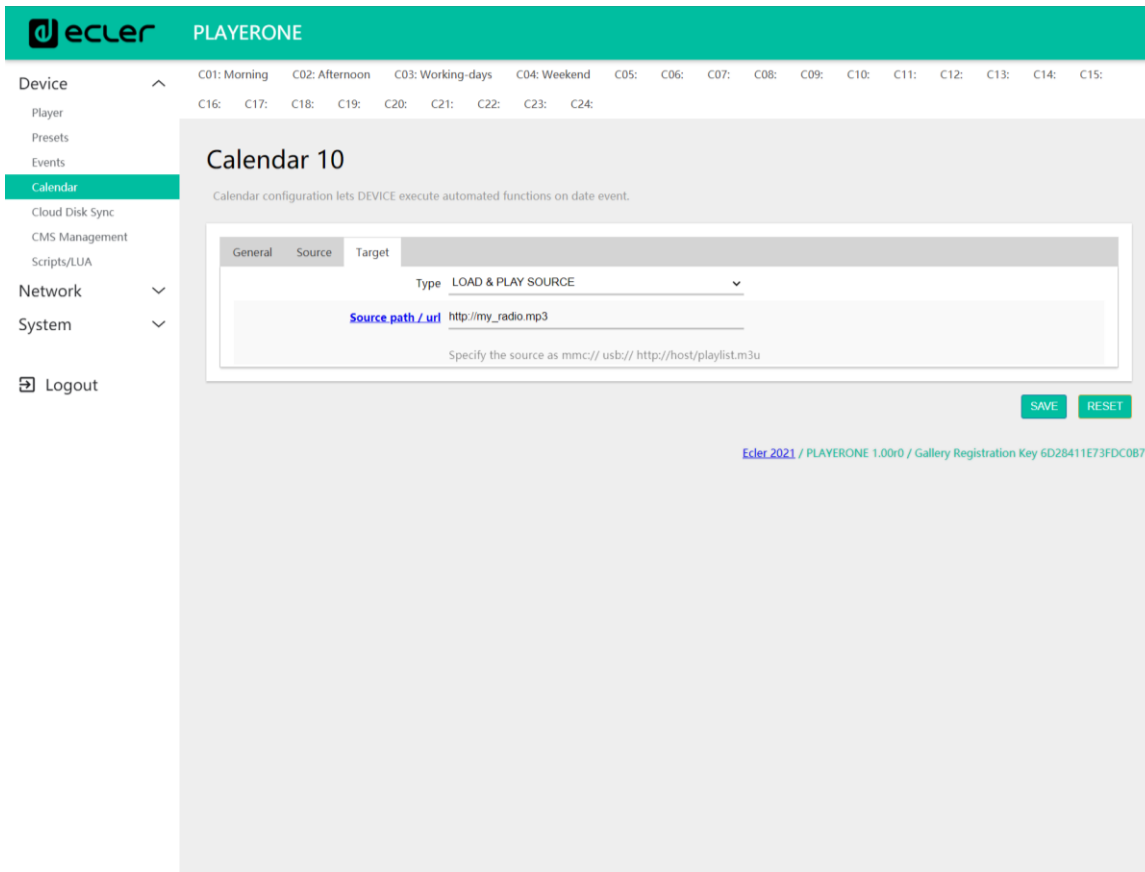 ecler PLAYERONE
Device
Player
Presets
Events
Calendar
Cloud Disk Sync
CMS Management
Scripts/LUA
Network
System
Logout
C01: Morning C02: Afternoon C03: Working-days C04: Weekend C05: C06: C07: C08: C09: C10: C11: C12: C13: C14: C15:
C16: C17: C18: C19: C20: C21: C22: C23: C24:
Calendar 10
Calendar configuration lets DEVICE execute automated functions on date event.
General Source Target
Type LOAD & PLAY SOURCE
Source path / url http://my_radio.mp3
Specify the source as mmc:// usb:// http://host/playlist.m3u
SAVE RESET
Ecler 2021 / PLAYERONE 1.00r0 / Gallery Registration Key 6D28411E73FDC0B7